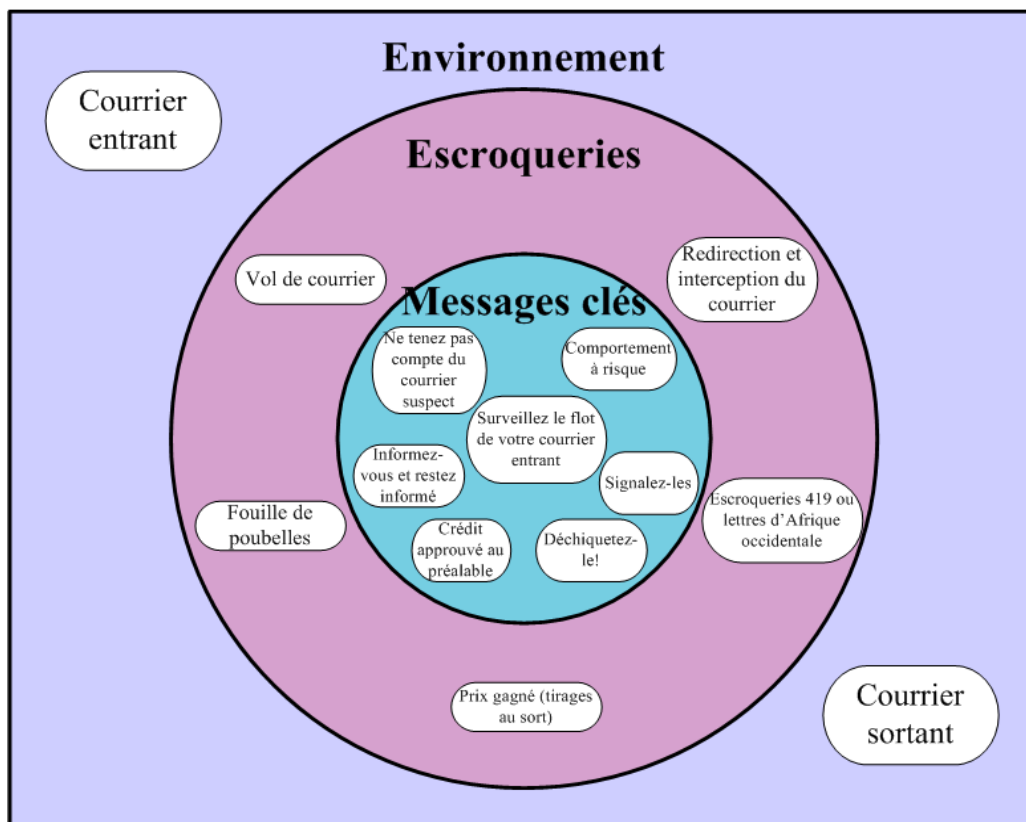 Environnement
Courrier
entrant
Escroqueries
Vol de courrier
Redirection et
interception du
courrier
Messages clés
Ne tenez pas
compte du
courrier
suspect
Comportement
à risque
Surveillez le flot
de votre courrier
entrant
Informez-
vous et restez
informé
Signalez-les
Fouille de
poubelles
Escroqueries 419 ou
lettres d’Afrique
occidentale
Crédit
approuvé au
préalable
Déchiquetez-
le!
Prix gagné (tirages
au sort)
Courrier
sortant